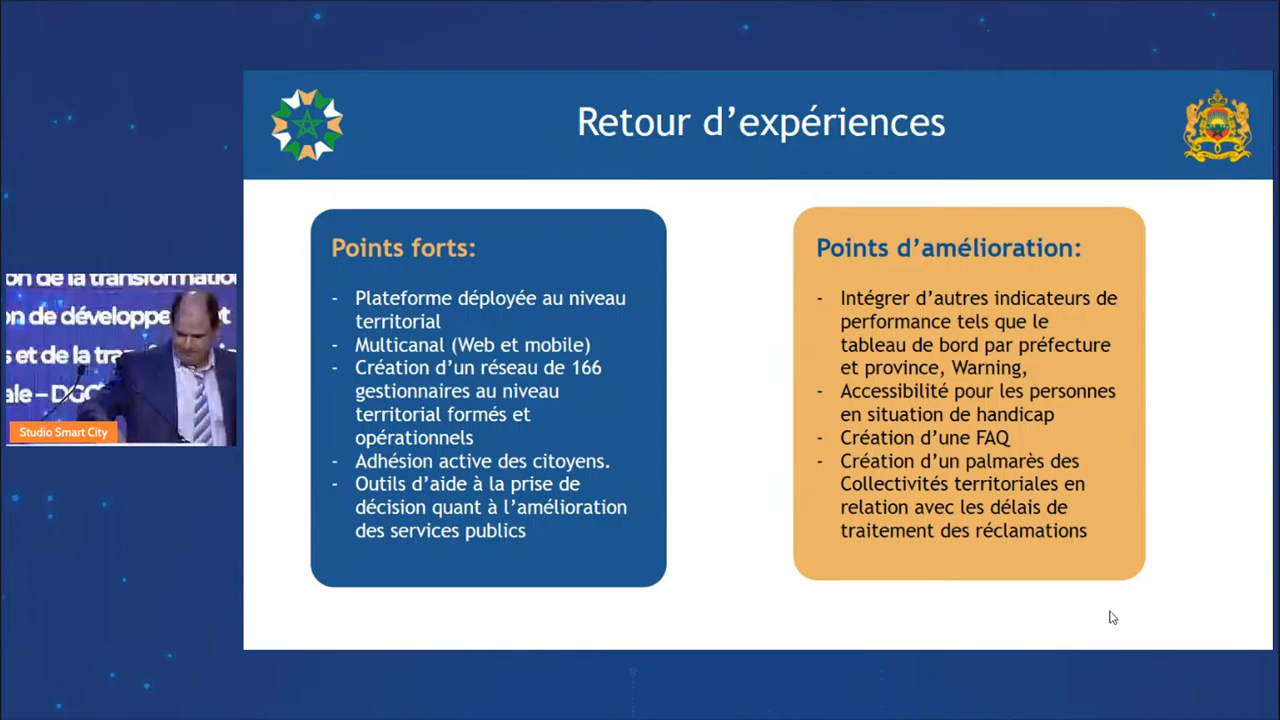 Retour d’expériences
Points forts:
- Plateforme déployée au niveau
territorial
- Multicanal (Web et mobile)
- Création d’un réseau de 166
gestionnaires au niveau
territorial formés et
opérationnels
- Adhésion active des citoyens.
- Outils d’aide à la prise de
décision quant à l’amélioration
des services publics
Points d’amélioration:
- Intégrer d’autres indicateurs de
performance tels que le
tableau de bord par préfecture
et province, Warning,
- Accessibilité pour les personnes
en situation de handicap
- Création d’une FAQ
- Création d’un palmarès des
Collectivités territoriales en
relation avec les délais de
traitement des réclamations
on de la transformation
on de développe et
s et de la tra
ale – DG
Studio Smart City